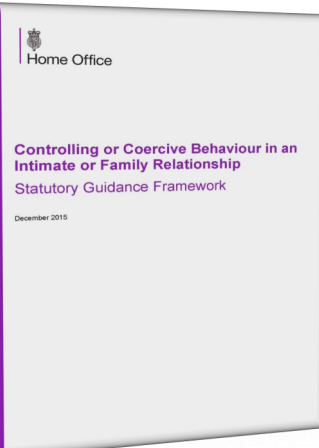 Home Office
Controlling or Coercive Behaviour in an
Intimate or Family Relationship
Statutory Guidance Framework
December 2015